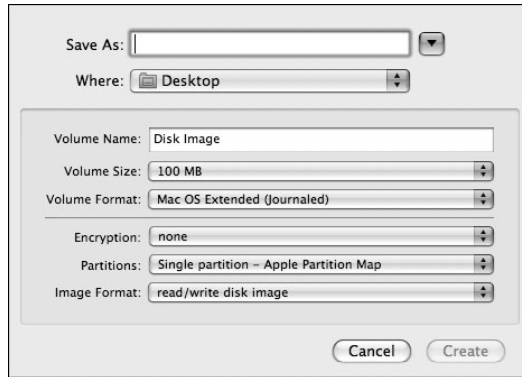 Save As:
Where: Desktop
Volume Name: Disk Image
Volume Size: 100 MB
Volume Format: Mac OS Extended (Journaled)
Encryption: none
Partitions: Single partition – Apple Partition Map
Image Format: read/write disk image
Cancel Create